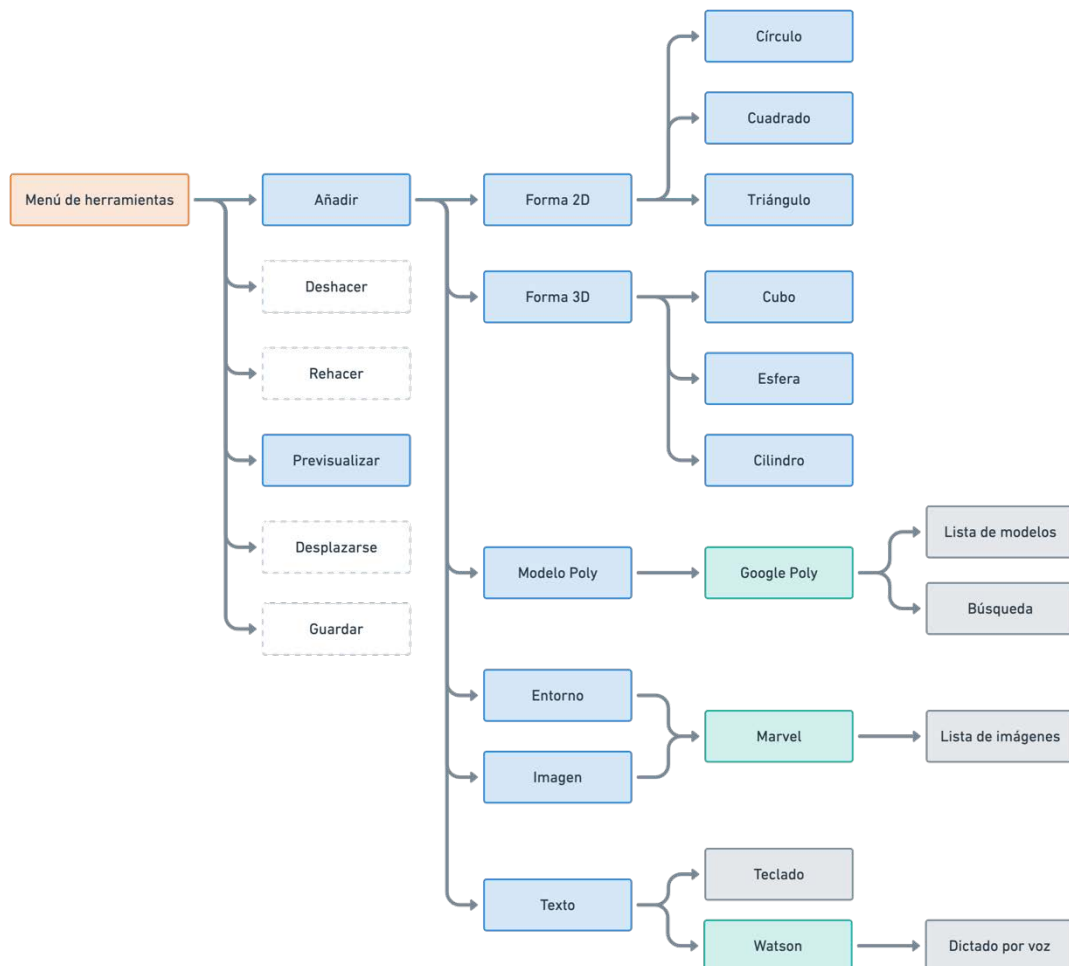 Círculo
Cuadrado
Menú de herramientas
Añadir
Forma 2D
Triángulo
Deshacer
Forma 3D
Cubo
Rehacer
Esfera
Previsualizar
Cilindro
Lista de modelos
Desplazarse
Modelo Poly
Google Poly
Búsqueda
Guardar
Entorno
Marvel
Lista de imágenes
Imagen
Teclado
Texto
Watson
Dictado por voz